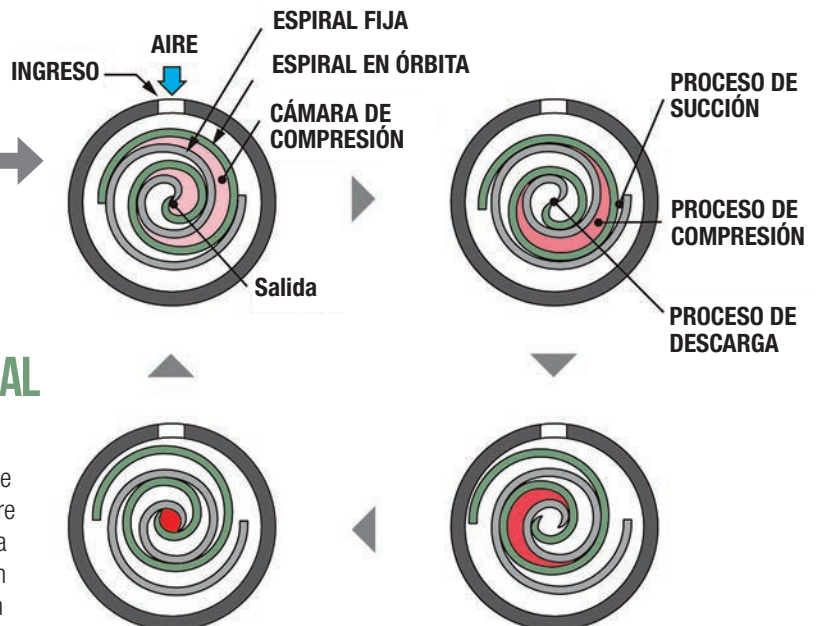 ESPIRAL FIJA
AIRE
INGRESO
ESPIRAL EN ÓRBITA
CÁMARA DE
COMPRESIÓN
Salida
PROCESO DE
SUCCIÓN
PROCESO DE
COMPRESIÓN
PROCESO DE
DESCARGA
AL
e
re
a
n
n